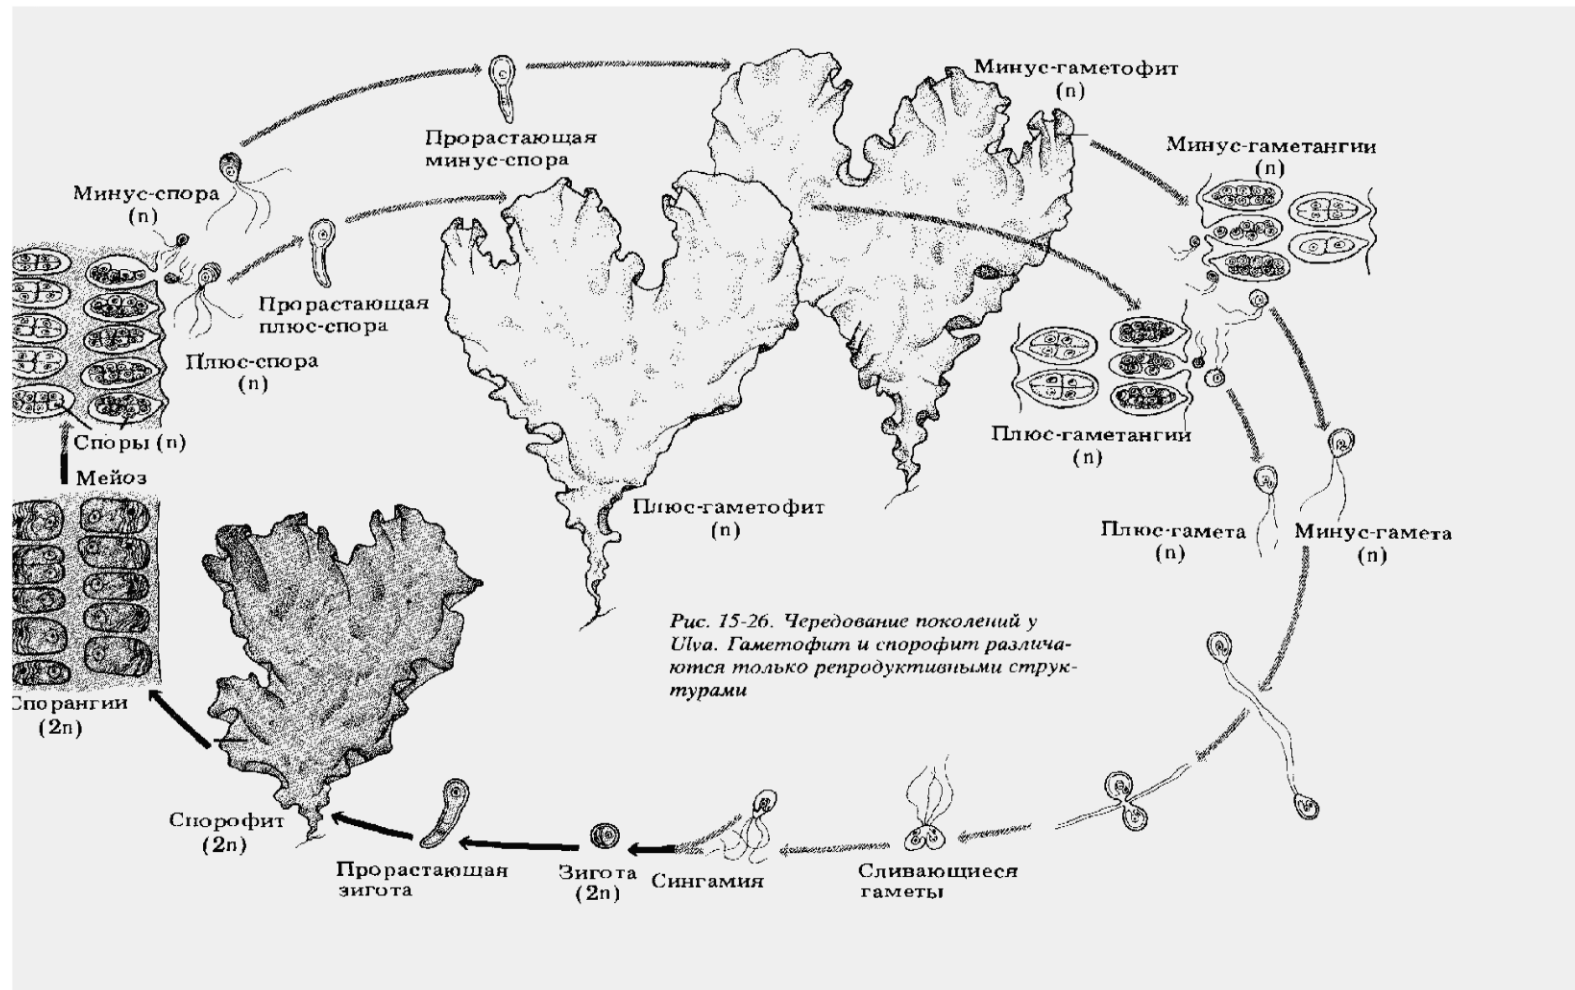 Минус-гаметофит
(n)
Прорастающая
минус-спора
Минус-гаметангии
(n)
Минус-спора
(n)
Прорастающая
плюс-спора
Плюс-спора
(n)
Споры (n)
Плюс-гаметангии
(n)
Мейоз
Плюс-гаметофит
(n)
Плюс-гамета
(n)
Минус-гамета
(n)
Рис. 15-26. Чередование поколений у
Ulva. Гаметофит и спорофит различа-
ются только репродуктивными струк-
турами
Спорангии
(2n)
Спорофит
(2n)
Прорастающая
зигота
Зигота
(2n)
Сингамия
Сливающиеся
гаметы